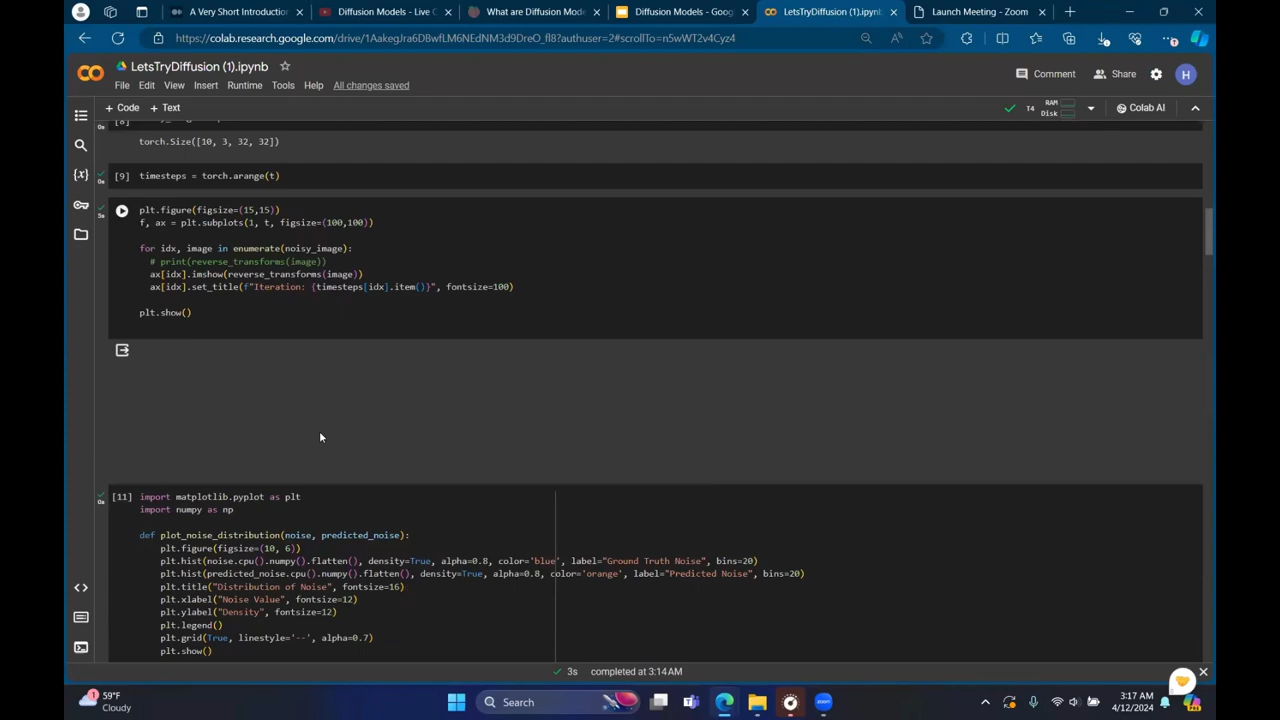 A Very Short Introduction
Diffusion Models - Live C
What are Diffusion Mode
Diffusion Models - Goog
LetsTryDiffusion (1).ipynb
Launch Meeting - Zoom
https://colab.research.google.com/drive/1AakegJra6DBwfLM6NEdNM3d9DreO_fl8?authuser=2#scrollTo=n5wWT2v4Cyz4
LetsTryDiffusion (1).ipynb
Comment
Share
H
File Edit View Insert Runtime Tools Help All changes saved
+ Code + Text
T4
RAM
Disk
Colab AI
[8]
0s
torch.Size([10, 3, 32, 32])
[9] timesteps = torch.arange(t)
0s
5s
plt.figure(figsize=(15,15))
f, ax = plt.subplots(1, t, figsize=(100,100))
for idx, image in enumerate(noisy_image):
# print(reverse_transforms(image))
ax[idx].imshow(reverse_transforms(image))
ax[idx].set_title(f"Iteration: {timesteps[idx].item()}", fontsize=100)
plt.show()
[11] import matplotlib.pyplot as plt
0s
import numpy as np
def plot_noise_distribution(noise, predicted_noise):
plt.figure(figsize=(10, 6))
plt.hist(noise.cpu().numpy().flatten(), density=True, alpha=0.8, color='blue', label="Ground Truth Noise", bins=20)
plt.hist(predicted_noise.cpu().numpy().flatten(), density=True, alpha=0.8, color='orange', label="Predicted Noise", bins=20)
plt.title("Distribution of Noise", fontsize=16)
plt.xlabel("Noise Value", fontsize=12)
plt.ylabel("Density", fontsize=12)
plt.legend()
plt.grid(True, linestyle='--', alpha=0.7)
plt.show()
3s completed at 3:14 AM
1
59°F
Cloudy
Search
3:17 AM
4/12/2024